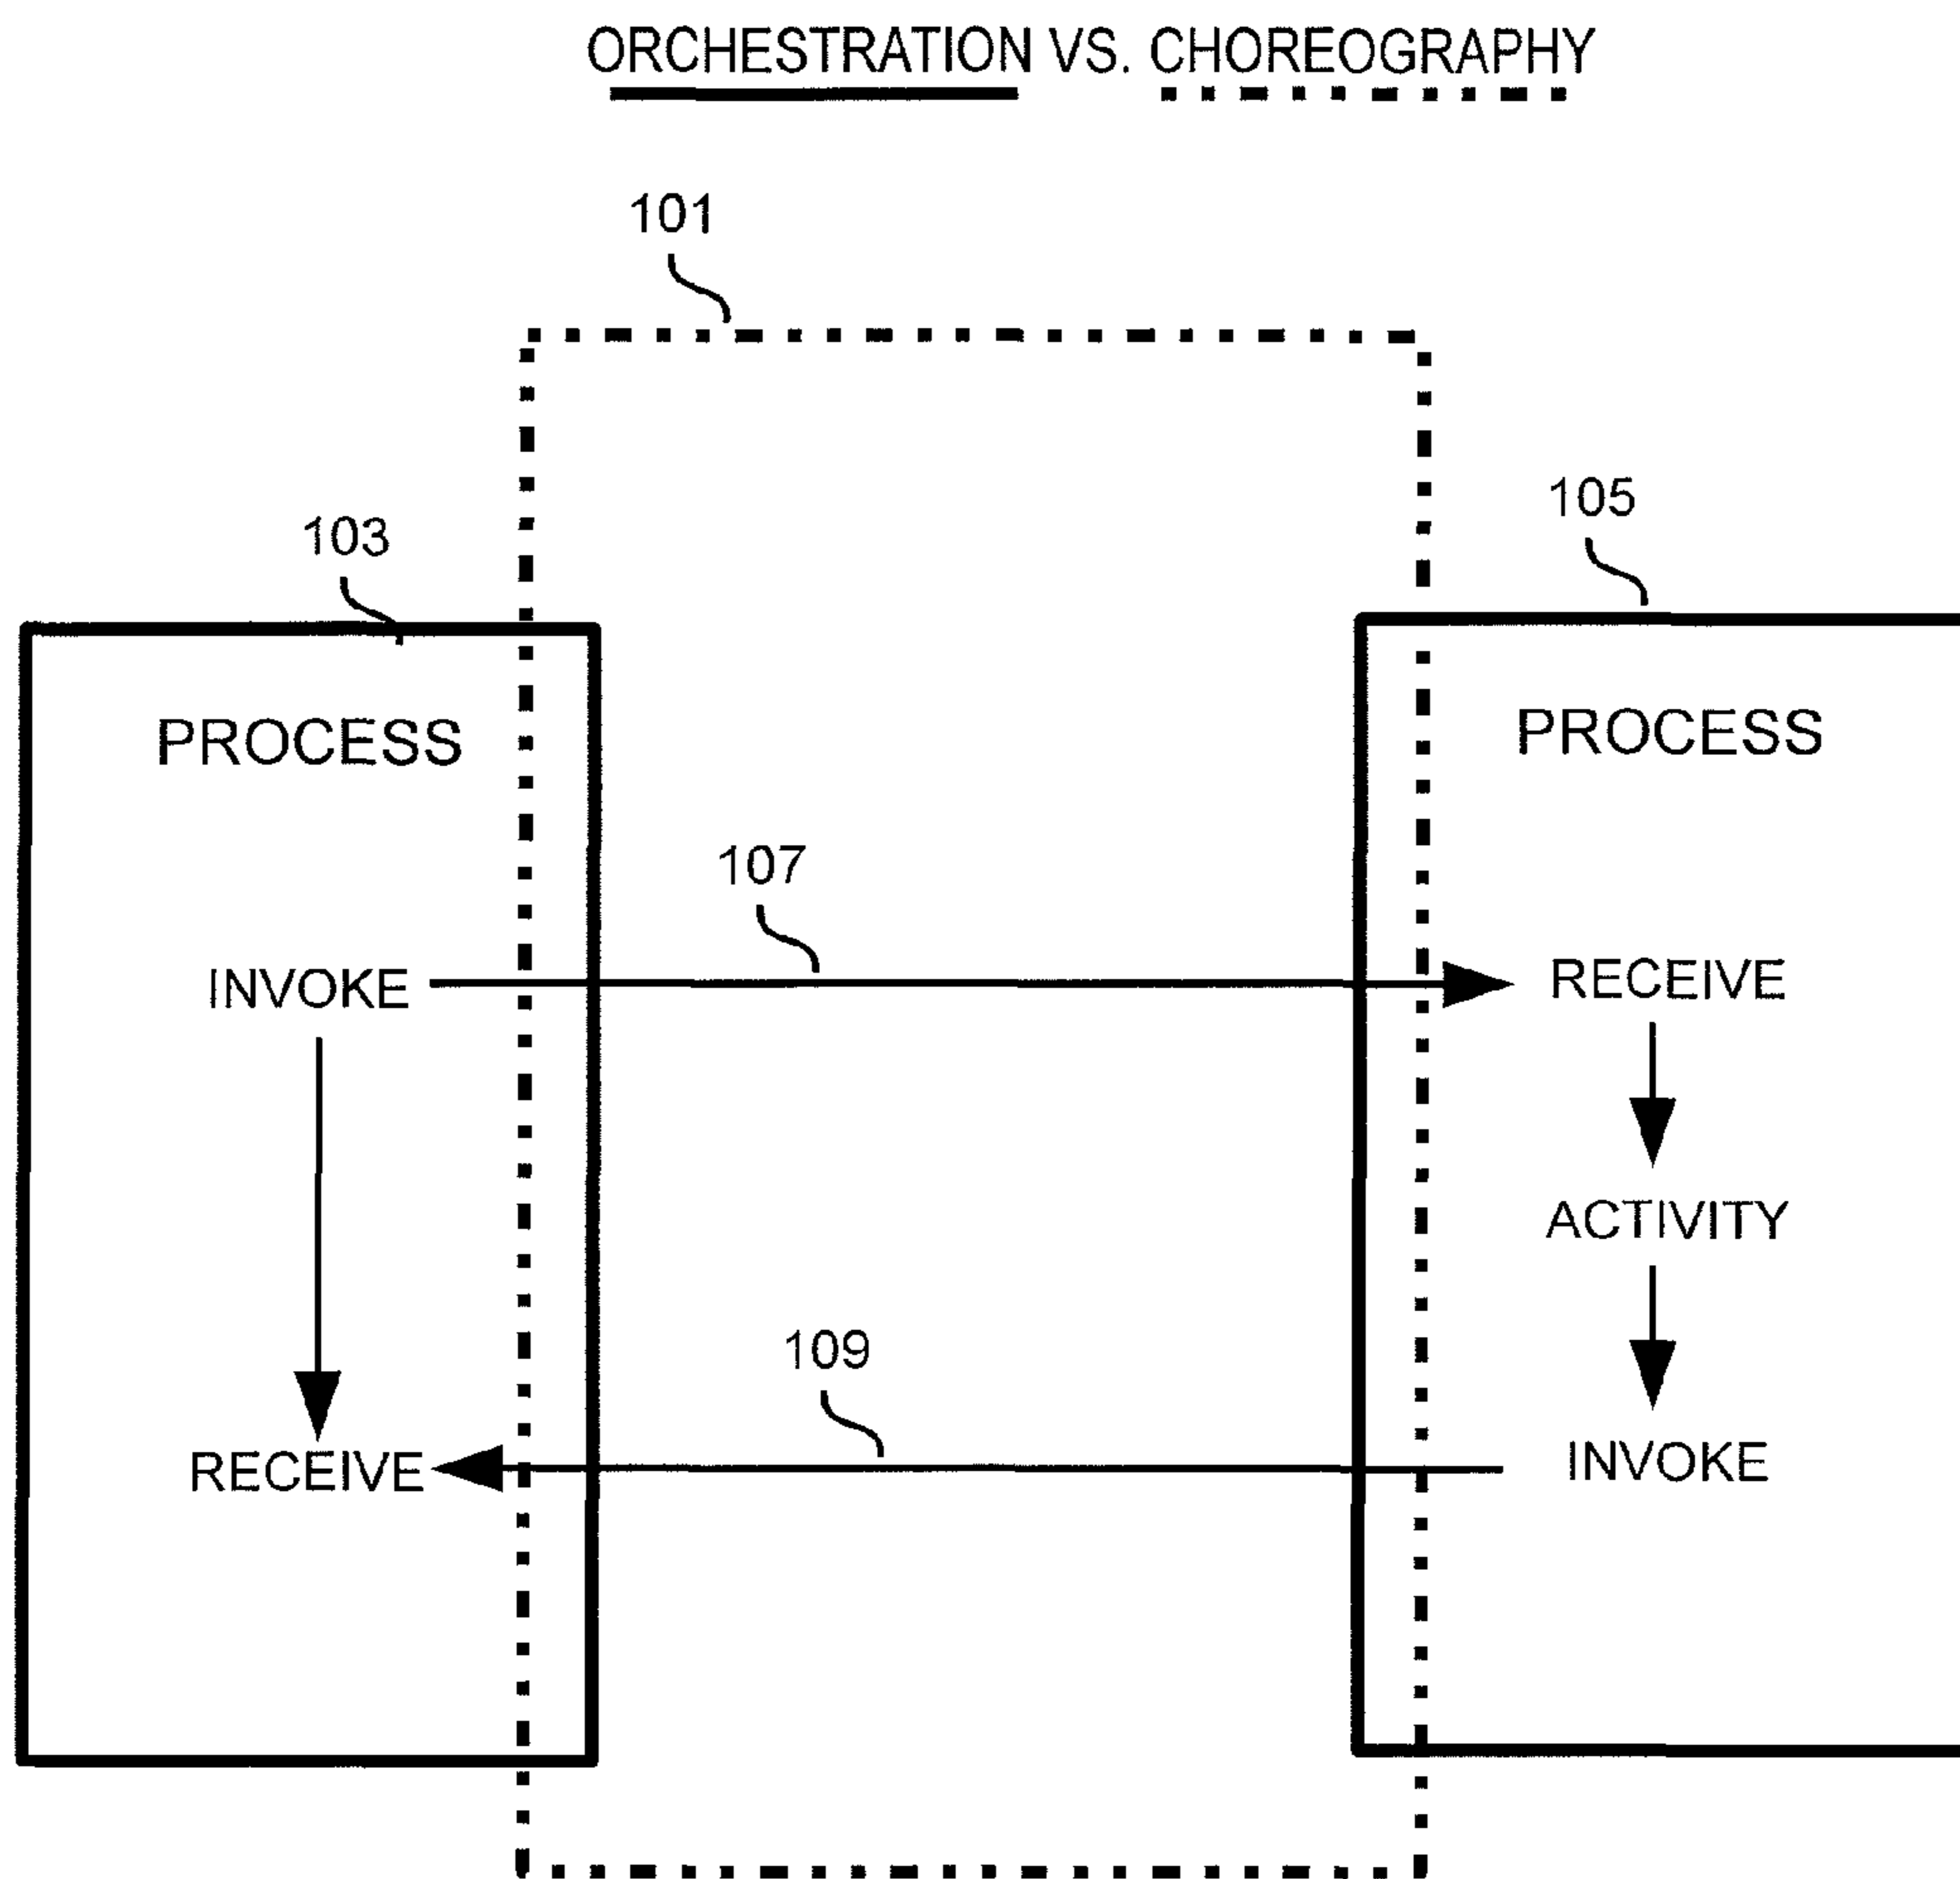 ORCHESTRATION VS. CHOREOGRAPHY
101
105
103
PROCESS
PROCESS
107
INVOKE
RECEIVE
ACTIVITY
109
RECEIVE
INVOKE